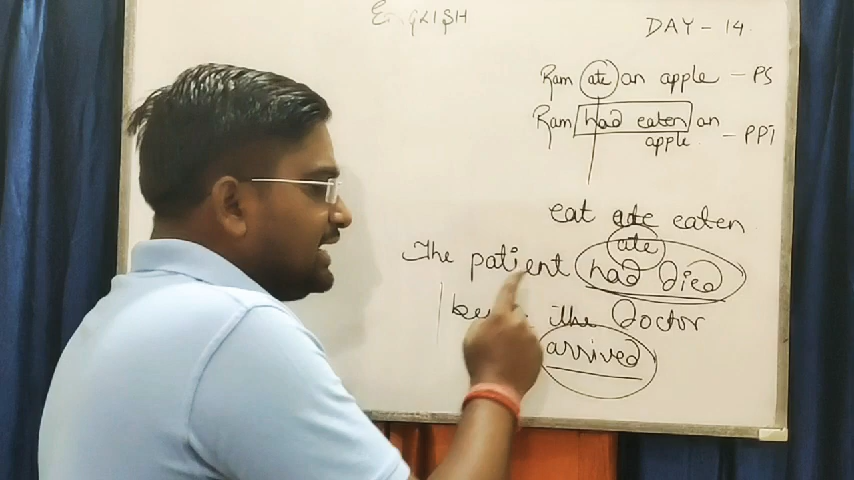 ENGLISH
DAY - 14
Ram ate an apple - PS
Ram had eaten an
apple - PPT
eat eaten
ate
The patient had died
the Doctor
arrived